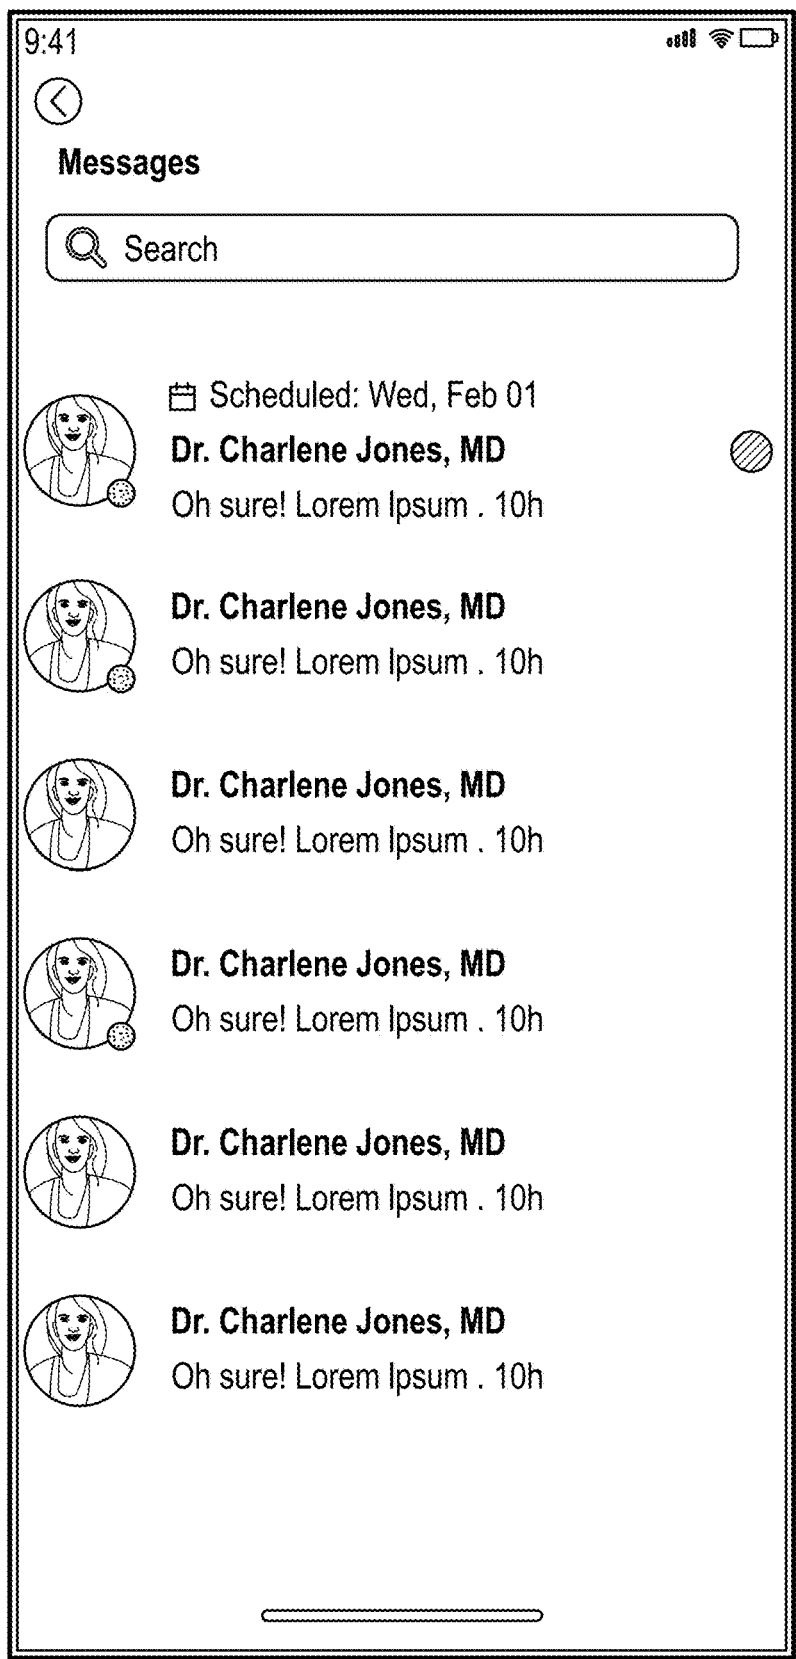 9:41
Messages
Search
Scheduled: Wed, Feb 01
Dr. Charlene Jones, MD
Oh sure! Lorem Ipsum . 10h
Dr. Charlene Jones, MD
Oh sure! Lorem Ipsum . 10h
Dr. Charlene Jones, MD
Oh sure! Lorem Ipsum . 10h
Dr. Charlene Jones, MD
Oh sure! Lorem Ipsum . 10h
Dr. Charlene Jones, MD
Oh sure! Lorem Ipsum . 10h
Dr. Charlene Jones, MD
Oh sure! Lorem Ipsum . 10h